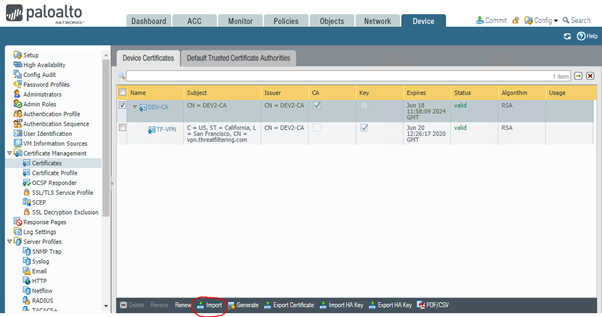 paloalto
NETWORKS
Dashboard ACC Monitor Policies Objects Network Device
Commit Config Search
Help
Setup
High Availability
Config Audit
Password Profiles
Administrators
Admin Roles
Authentication Profile
Authentication Sequence
User Identification
VM Information Sources
Certificate Management
Certificates
Certificate Profile
OCSP Responder
SSL/TLS Service Profile
SCEP
SSL Decryption Exclusion
Response Pages
Log Settings
Server Profiles
SNMP Trap
Syslog
Email
HTTP
Netflow
RADIUS
TACACS+
Device Certificates Default Trusted Certificate Authorities
1 item
Name Subject Issuer CA Key Expires Status Algorithm Usage
DEV-CA CN = DEV2-CA CN = DEV2-CA Jun 18 valid RSA
11:58:09 2024
GMT
TF-VPN C = US, ST = California, L CN = DEV2-CA Jun 20 valid RSA
= San Francisco, CN = 12:26:17 2020
vpn.threatfiltering.com GMT
Delete Revoke Renew Import Generate Export Certificate Import HA Key Export HA Key PDF/CSV